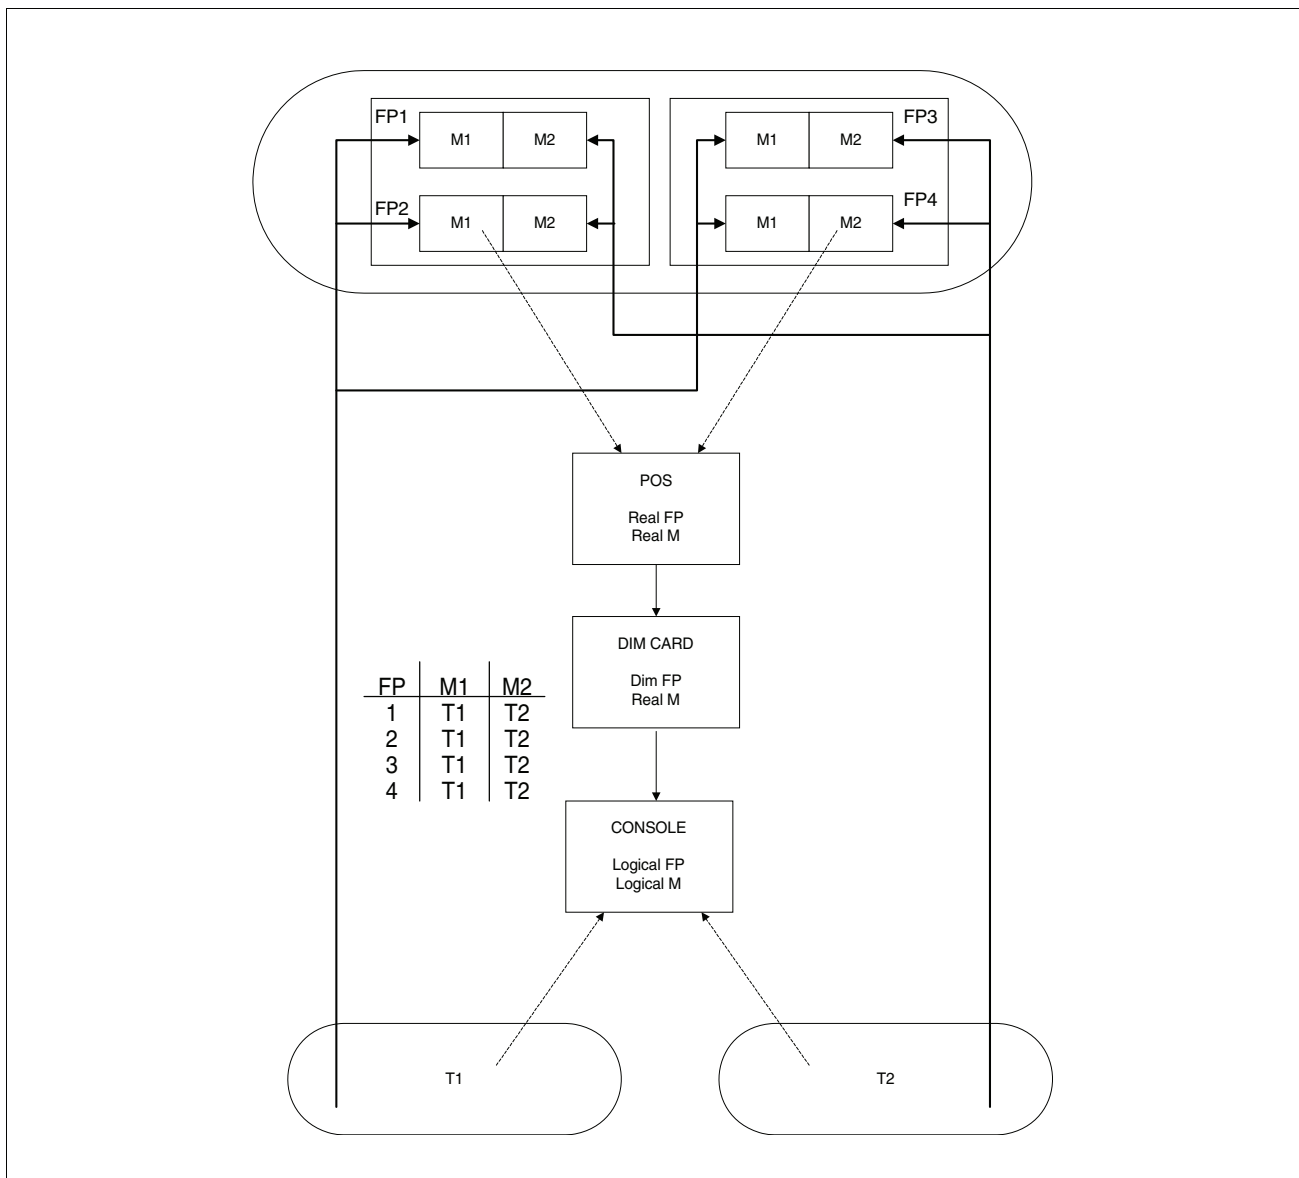 FP1 M1 M2 M1 M2 FP3
FP2 M1 M2 M1 M2 FP4
POS
Real FP
Real M
DIM CARD
Dim FP
Real M
FP M1 M2
1 T1 T2
2 T1 T2
3 T1 T2
4 T1 T2
CONSOLE
Logical FP
Logical M
T1 T2